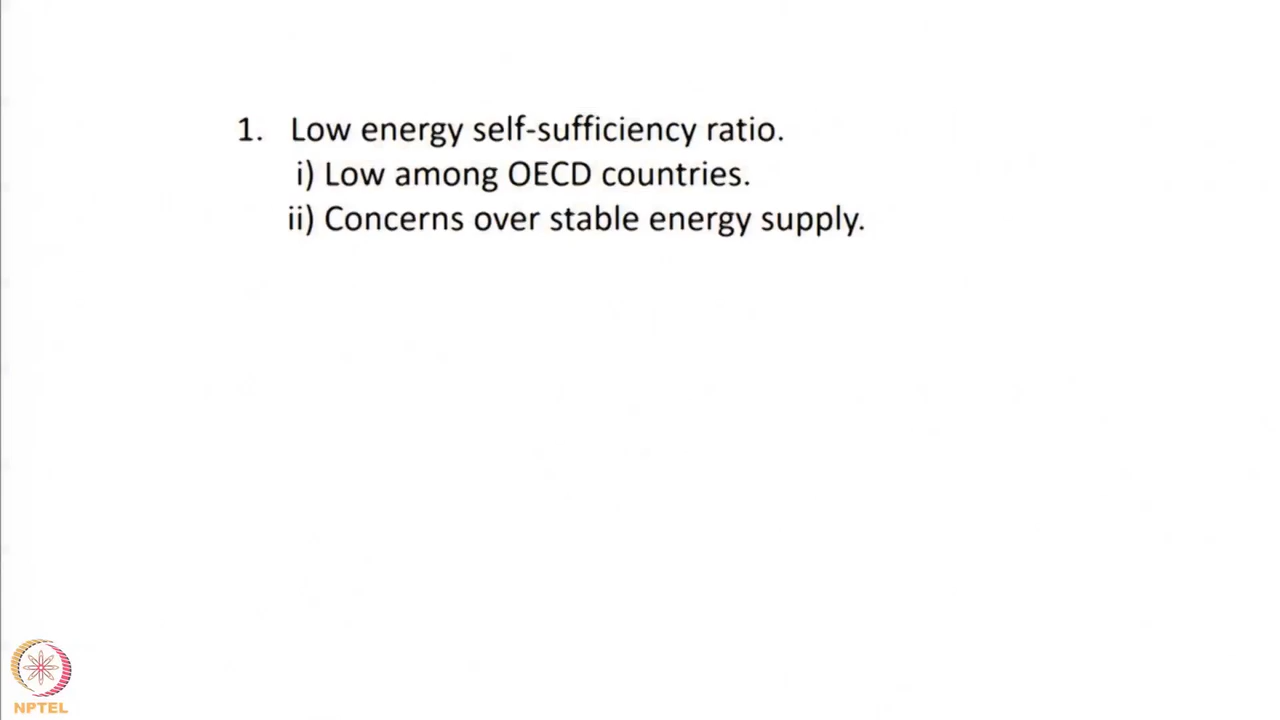 1. Low energy self-sufficiency ratio.
i) Low among OECD countries.
ii) Concerns over stable energy supply.
NPTEL